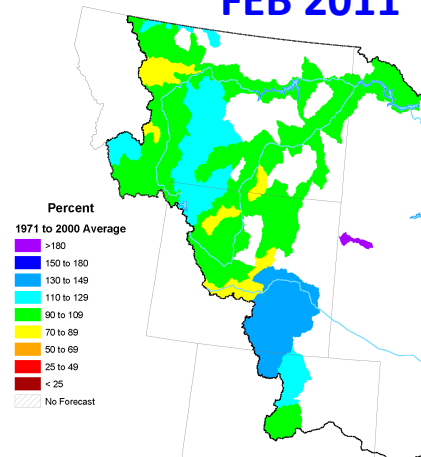 FEB 2011
Percent
1971 to 2000 Average
>180
150 to 180
130 to 149
110 to 129
90 to 109
70 to 89
50 to 69
25 to 49
< 25
No Forecast